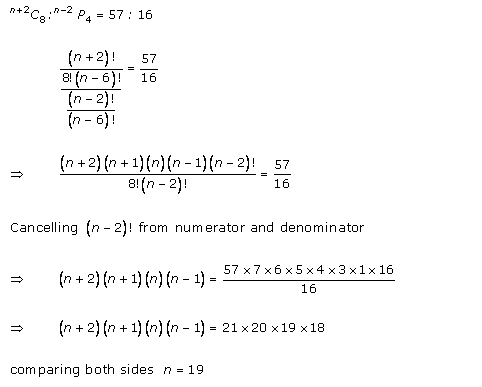 ⁿ⁺²C₈ : ⁿ⁻² P₄ = 57 : 16
(n + 2)!
8!(n − 6)!
(n − 2)!
(n − 6)!
= 57/16
⇒ (n + 2)(n + 1)(n)(n − 1)(n − 2)! / 8!(n − 2)! = 57/16
Cancelling (n − 2)! from numerator and denominator
⇒ (n + 2)(n + 1)(n)(n − 1) = 57 × 7 × 6 × 5 × 4 × 3 × 1 × 16 / 16
⇒ (n + 2)(n + 1)(n)(n − 1) = 21 × 20 × 19 × 18
comparing both sides n = 19